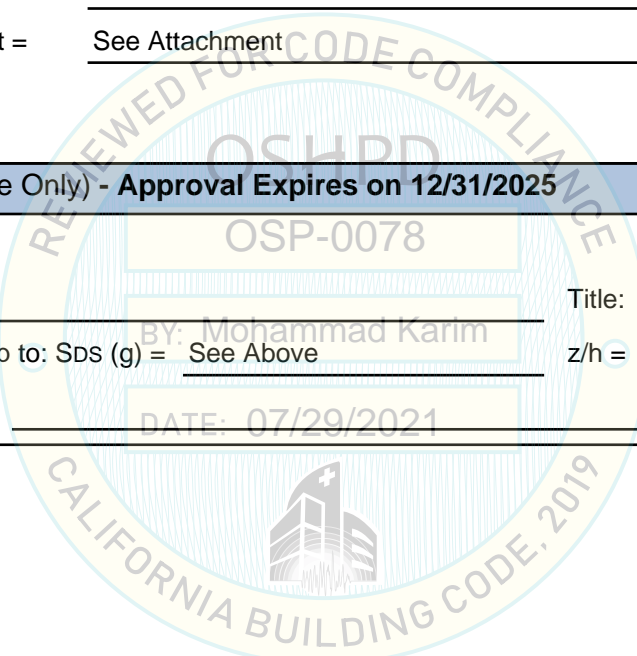 t = See Attachment
REVIEWED FOR CODE COMPLIANCE
OSHPD
e Only) - Approval Expires on 12/31/2025
OSP-0078
Title:
BY: Mohammad Karim
o to: SDS (g) = See Above z/h =
DATE: 07/29/2021
CALIFORNIA BUILDING CODE, 2019